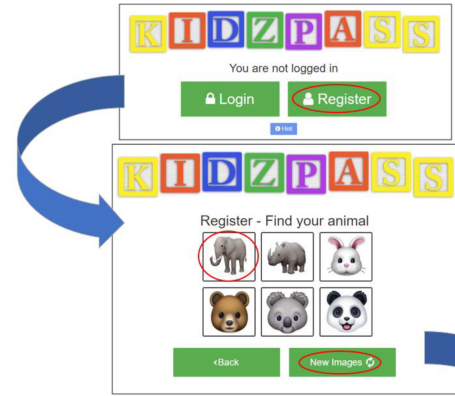 KIDZPASS
You are not logged in
Login Register
Hint
KIDZPASS
Register - Find your animal
<Back New Images